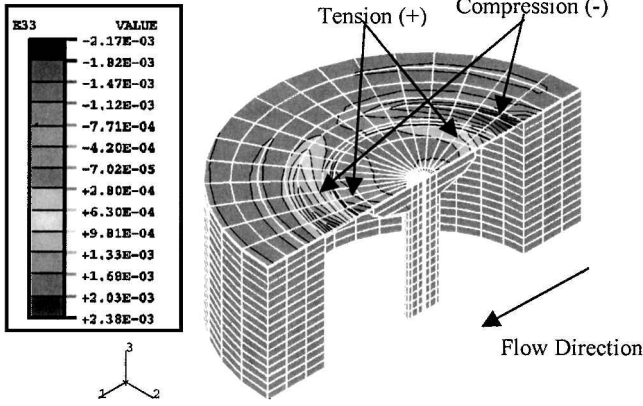 E33 VALUE
-2.17E-03
-1.82E-03
-1.47E-03
-1.12E-03
-7.71E-04
-4.20E-04
-7.02E-05
+2.80E-04
+6.30E-04
+9.81E-04
+1.33E-03
+1.68E-03
+2.03E-03
+2.38E-03
Tension (+)
Compression (-)
3
1
2
Flow Direction